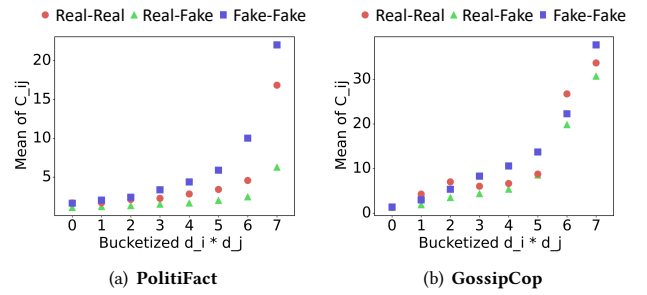 Real-Real Real-Fake Fake-Fake
Mean of C_ij
20
15
10
5
0 1 2 3 4 5 6 7
Bucketized d_i * d_j
(a) PolitiFact
Real-Real Real-Fake Fake-Fake
Mean of C_ij
30
20
10
0
0 1 2 3 4 5 6 7
Bucketized d_i * d_j
(b) GossipCop